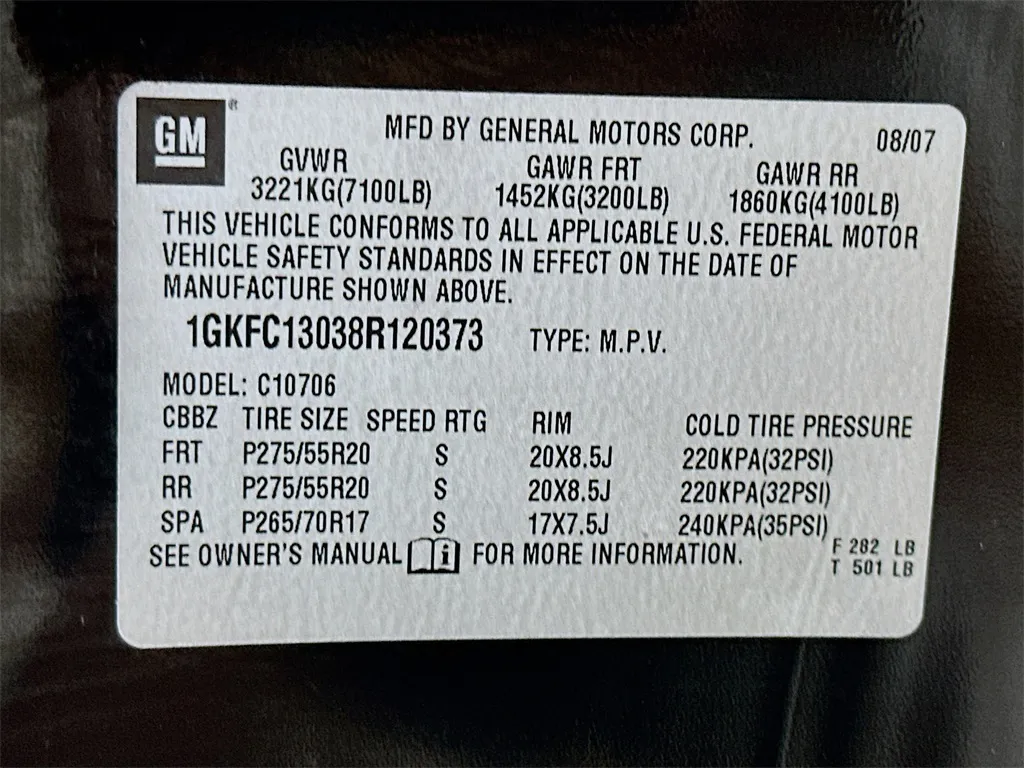 GM®
MFD BY GENERAL MOTORS CORP. 08/07
GVWR GAWR FRT GAWR RR
3221KG(7100LB) 1452KG(3200LB) 1860KG(4100LB)
THIS VEHICLE CONFORMS TO ALL APPLICABLE U.S. FEDERAL MOTOR
VEHICLE SAFETY STANDARDS IN EFFECT ON THE DATE OF
MANUFACTURE SHOWN ABOVE.
1GKFC13038R120373 TYPE: M.P.V.
MODEL: C10706
CBBZ TIRE SIZE SPEED RTG RIM COLD TIRE PRESSURE
FRT P275/55R20 S 20X8.5J 220KPA(32PSI)
RR P275/55R20 S 20X8.5J 220KPA(32PSI)
SPA P265/70R17 S 17X7.5J 240KPA(35PSI)
SEE OWNER'S MANUAL i FOR MORE INFORMATION.
F 282 LB
T 501 LB